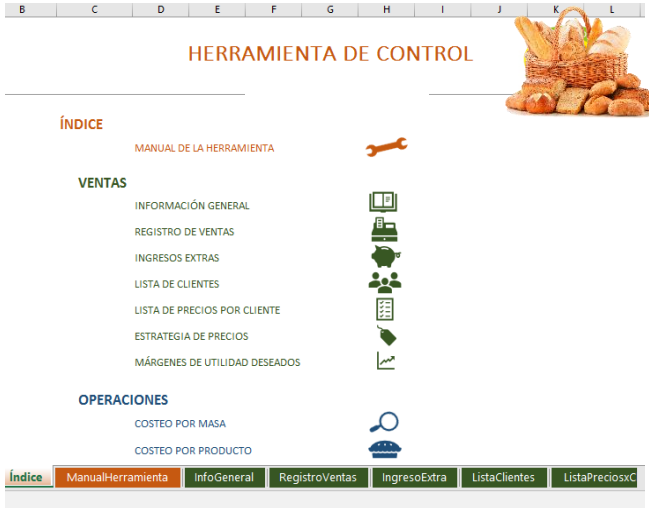 B C D E F G H I J K L
HERRAMIENTA DE CONTROL
ÍNDICE
MANUAL DE LA HERRAMIENTA
VENTAS
INFORMACIÓN GENERAL
REGISTRO DE VENTAS
INGRESOS EXTRAS
LISTA DE CLIENTES
LISTA DE PRECIOS POR CLIENTE
ESTRATEGIA DE PRECIOS
MÁRGENES DE UTILIDAD DESEADOS
OPERACIONES
COSTEO POR MASA
COSTEO POR PRODUCTO
Índice ManualHerramienta InfoGeneral RegistroVentas IngresoExtra ListaClientes ListaPreciosxC